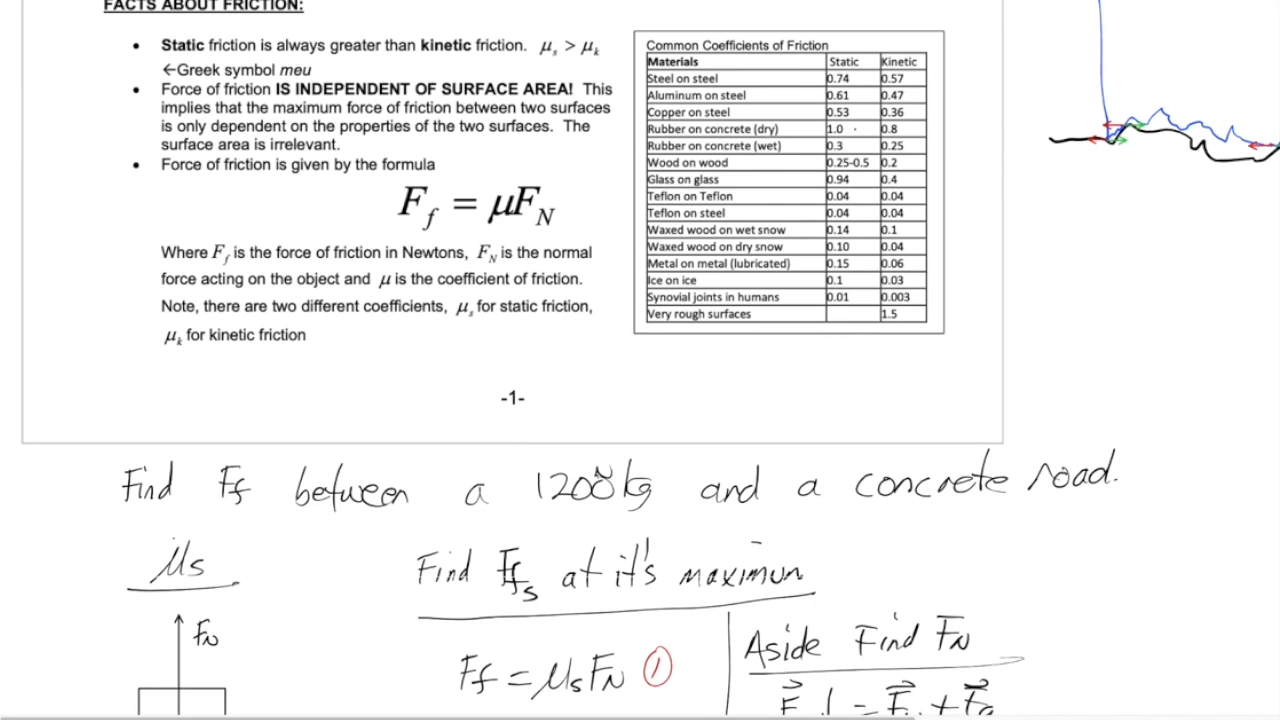 FACTS ABOUT FRICTION:
• Static friction is always greater than kinetic friction. μs > μk
←Greek symbol meu
• Force of friction IS INDEPENDENT OF SURFACE AREA! This
implies that the maximum force of friction between two surfaces
is only dependent on the properties of the two surfaces. The
surface area is irrelevant.
• Force of friction is given by the formula
Ff = μFN
Where Ff is the force of friction in Newtons, FN is the normal
force acting on the object and μ is the coefficient of friction.
Note, there are two different coefficients, μs for static friction,
μk for kinetic friction
Common Coefficients of Friction
Materials Static Kinetic
Steel on steel 0.74 0.57
Aluminum on steel 0.61 0.47
Copper on steel 0.53 0.36
Rubber on concrete (dry) 1.0 0.8
Rubber on concrete (wet) 0.3 0.25
Wood on wood 0.25-0.5 0.2
Glass on glass 0.94 0.4
Teflon on Teflon 0.04 0.04
Teflon on steel 0.04 0.04
Waxed wood on wet snow 0.14 0.1
Waxed wood on dry snow 0.10 0.04
Metal on metal (lubricated) 0.15 0.06
Ice on ice 0.1 0.03
Synovial joints in humans 0.01 0.003
Very rough surfaces 1.5
-1-
Find Ff between a 1200kg and a concrete road.
μs
Find Ffs at it's maximum
FN
Ff = μsFN ①
Aside Find FN